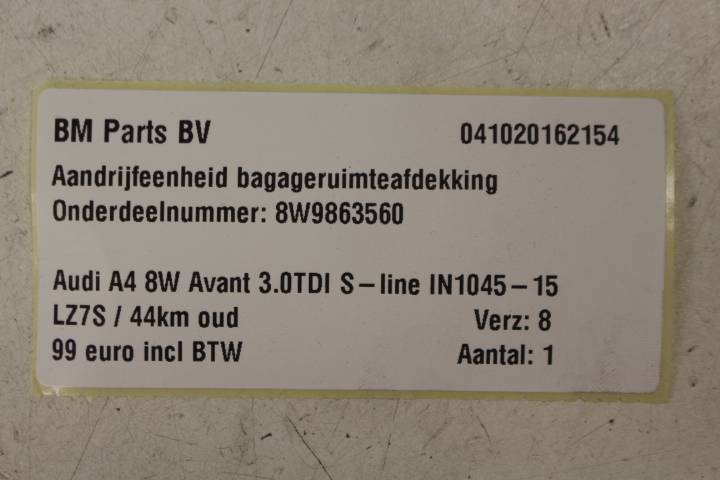 BM Parts BV 041020162154
Aandrijfeenheid bagageruimteafdekking
Onderdeelnummer: 8W9863560
Audi A4 8W Avant 3.0TDI S-line IN1045-15
LZ7S / 44km oud Verz: 8
99 euro incl BTW Aantal: 1